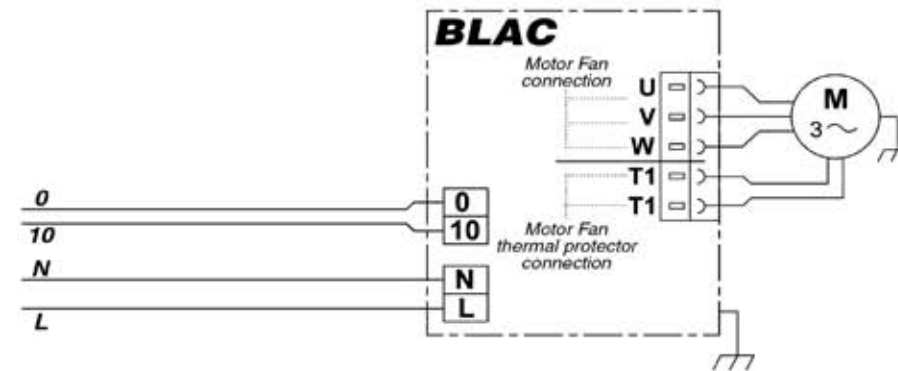 BLAC
Motor Fan
connection
U
V
W
T1
T1
M
3~
0
10
N
L
0
10
N
L
Motor Fan
thermal protector
connection